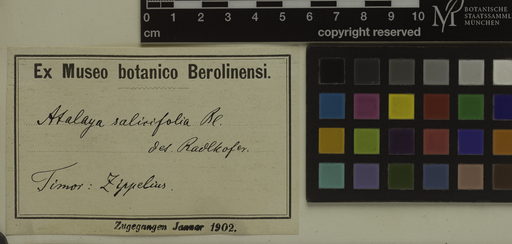 0 1 2 3 4 5 6 7 8 9 10
cm copyright reserved
BOTANISCHE
STAATSSAMMLUNG
MÜNCHEN
Ex Museo botanico Berolinensi.
Atalaya salicifolia Bl.
det. Radlkofer.
Timor: Zippelius.
Zugegangen Januar 1902.